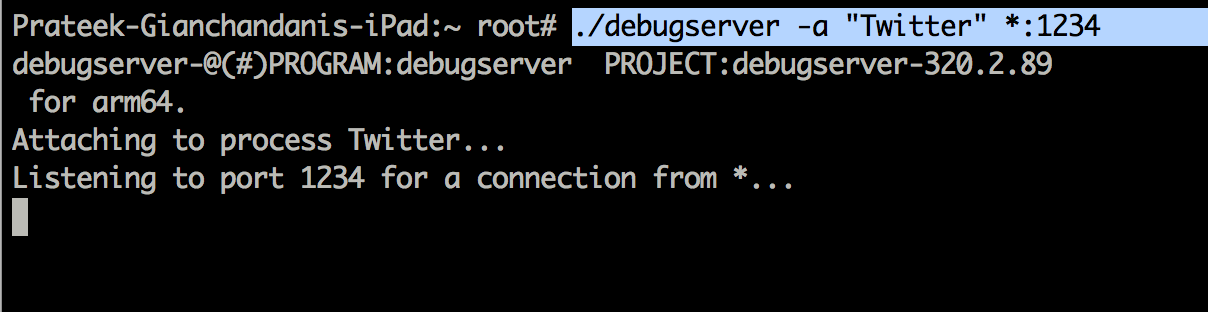 Prateek-Gianchandanis-iPad:~ root# ./debugserver -a "Twitter" *:1234
debugserver-@(#)PROGRAM:debugserver  PROJECT:debugserver-320.2.89
 for arm64.
Attaching to process Twitter...
Listening to port 1234 for a connection from *...